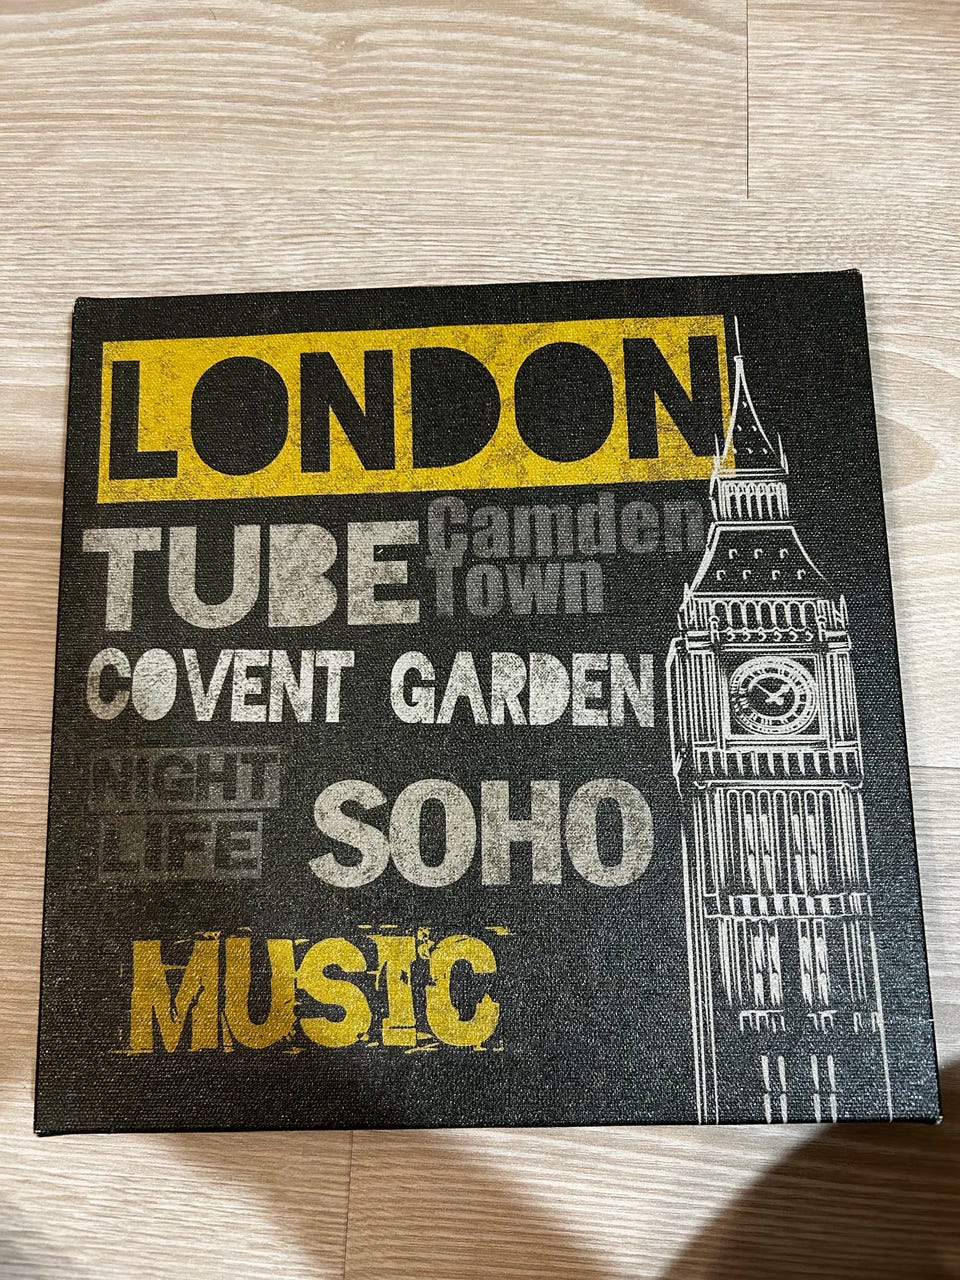 LONDON
TUBE
Camden
Town
COVENT GARDEN
NIGHT
LIFE
SOHO
MUSIC